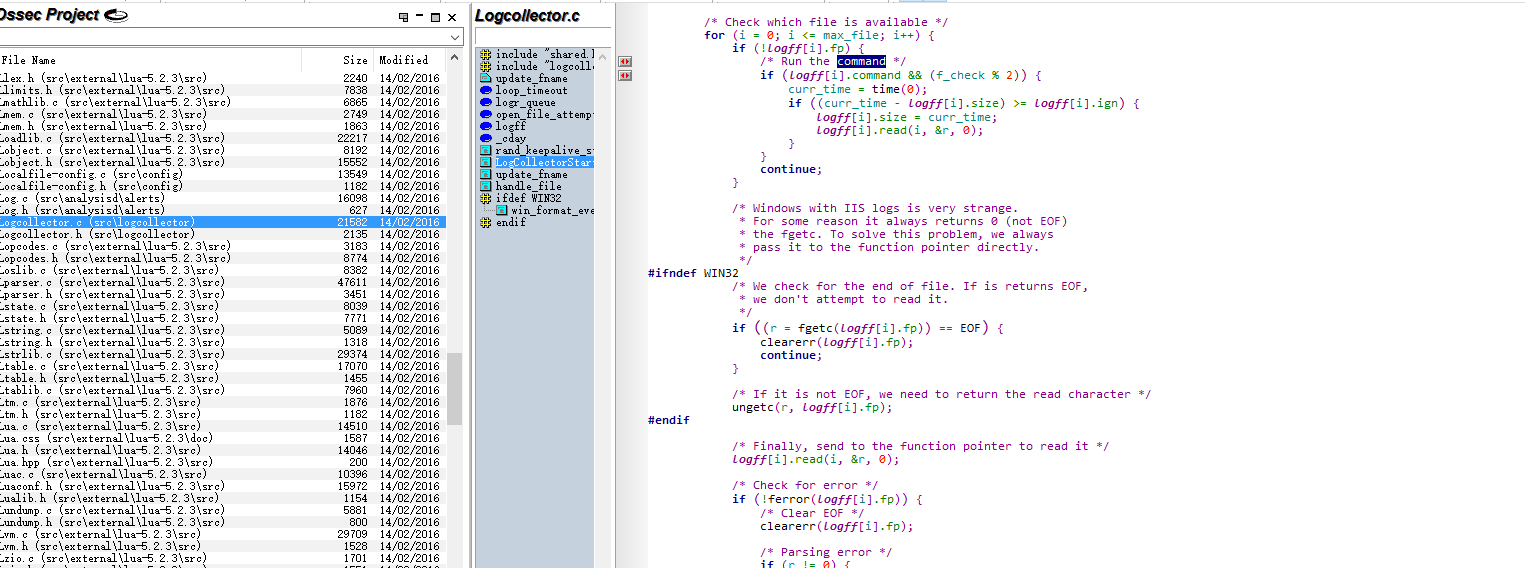 Ossec Project
File Name Size Modified
Llex.h (src\external\lua-5.2.3\src) 2240 14/02/2016
Llimits.h (src\external\lua-5.2.3\src) 7838 14/02/2016
Lmathlib.c (src\external\lua-5.2.3\src) 6865 14/02/2016
Lmem.c (src\external\lua-5.2.3\src) 2749 14/02/2016
Lmem.h (src\external\lua-5.2.3\src) 1863 14/02/2016
Loadlib.c (src\external\lua-5.2.3\src) 22217 14/02/2016
Lobject.c (src\external\lua-5.2.3\src) 8192 14/02/2016
Lobject.h (src\external\lua-5.2.3\src) 15552 14/02/2016
Localfile-config.c (src\config) 13549 14/02/2016
Localfile-config.h (src\config) 1182 14/02/2016
Log.c (src\analysisd\alerts) 16098 14/02/2016
Log.h (src\analysisd\alerts) 627 14/02/2016
Logcollector.c (src\logcollector) 21582 14/02/2016
Logcollector.h (src\logcollector) 2135 14/02/2016
Lopcodes.c (src\external\lua-5.2.3\src) 3183 14/02/2016
Lopcodes.h (src\external\lua-5.2.3\src) 8774 14/02/2016
Loslib.c (src\external\lua-5.2.3\src) 8382 14/02/2016
Lparser.c (src\external\lua-5.2.3\src) 47611 14/02/2016
Lparser.h (src\external\lua-5.2.3\src) 3451 14/02/2016
Lstate.c (src\external\lua-5.2.3\src) 8039 14/02/2016
Lstate.h (src\external\lua-5.2.3\src) 7771 14/02/2016
Lstring.c (src\external\lua-5.2.3\src) 5089 14/02/2016
Lstring.h (src\external\lua-5.2.3\src) 1318 14/02/2016
Lstrlib.c (src\external\lua-5.2.3\src) 29374 14/02/2016
Ltable.c (src\external\lua-5.2.3\src) 17070 14/02/2016
Ltable.h (src\external\lua-5.2.3\src) 1455 14/02/2016
Ltablib.c (src\external\lua-5.2.3\src) 7960 14/02/2016
Ltm.c (src\external\lua-5.2.3\src) 1876 14/02/2016
Ltm.h (src\external\lua-5.2.3\src) 1182 14/02/2016
Lua.c (src\external\lua-5.2.3\src) 14510 14/02/2016
Lua.css (src\external\lua-5.2.3\doc) 1587 14/02/2016
Lua.h (src\external\lua-5.2.3\src) 14046 14/02/2016
Lua.hpp (src\external\lua-5.2.3\src) 200 14/02/2016
Luac.c (src\external\lua-5.2.3\src) 10396 14/02/2016
Luaconf.h (src\external\lua-5.2.3\src) 15972 14/02/2016
Lualib.h (src\external\lua-5.2.3\src) 1154 14/02/2016
Lundump.c (src\external\lua-5.2.3\src) 5881 14/02/2016
Lundump.h (src\external\lua-5.2.3\src) 800 14/02/2016
Lvm.c (src\external\lua-5.2.3\src) 29709 14/02/2016
Lvm.h (src\external\lua-5.2.3\src) 1528 14/02/2016
Lzio.c (src\external\lua-5.2.3\src) 1701 14/02/2016
Logcollector.c
include "shared.h
include "logcoll
update_fname
loop_timeout
logr_queue
open_file_attemp
logff
_cday
rand_keepalive_s
LogCollectorStar
update_fname
handle_file
ifdef WIN32
win_format_eve
endif
/* Check which file is available */
for (i = 0; i <= max_file; i++) {
if (!logff[i].fp) {
/* Run the command */
if (logff[i].command && (f_check % 2)) {
curr_time = time(0);
if ((curr_time - logff[i].size) >= logff[i].ign) {
logff[i].size = curr_time;
logff[i].read(i, &r, 0);
}
}
continue;
}
/* Windows with IIS logs is very strange.
* For some reason it always returns 0 (not EOF)
* the fgetc. To solve this problem, we always
* pass it to the function pointer directly.
*/
#ifndef WIN32
/* We check for the end of file. If is returns EOF,
* we don't attempt to read it.
*/
if ((r = fgetc(logff[i].fp)) == EOF) {
clearerr(logff[i].fp);
continue;
}
/* If it is not EOF, we need to return the read character */
ungetc(r, logff[i].fp);
#endif
/* Finally, send to the function pointer to read it */
logff[i].read(i, &r, 0);
/* Check for error */
if (!ferror(logff[i].fp)) {
/* Clear EOF */
clearerr(logff[i].fp);
/* Parsing error */
if (r != 0) {